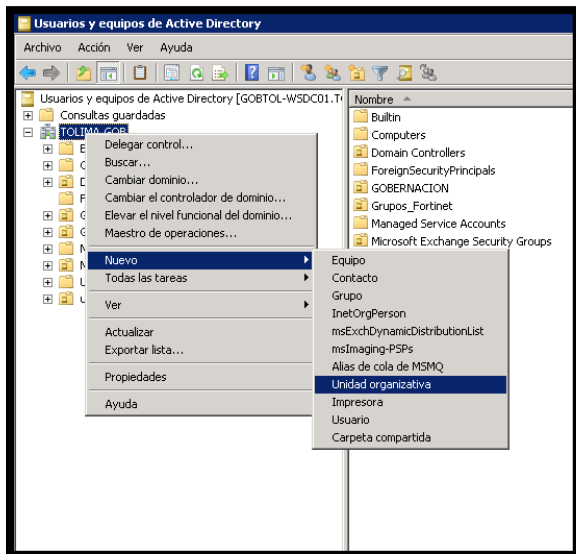 Usuarios y equipos de Active Directory
Archivo Acción Ver Ayuda
Usuarios y equipos de Active Directory [GOBTOL-WSDC01.T
Consultas guardadas
TOLIMA.GOB
Delegar control...
Buscar...
Cambiar dominio...
Cambiar el controlador de dominio...
Elevar el nivel funcional del dominio...
Maestro de operaciones...
Nuevo
Todas las tareas
Ver
Actualizar
Exportar lista...
Propiedades
Ayuda
Nombre
Builtin
Computers
Domain Controllers
ForeignSecurityPrincipals
GOBERNACION
Grupos_Fortinet
Managed Service Accounts
Microsoft Exchange Security Groups
Equipo
Contacto
Grupo
InetOrgPerson
msExchDynamicDistributionList
msImaging-PSPs
Alias de cola de MSMQ
Unidad organizativa
Impresora
Usuario
Carpeta compartida